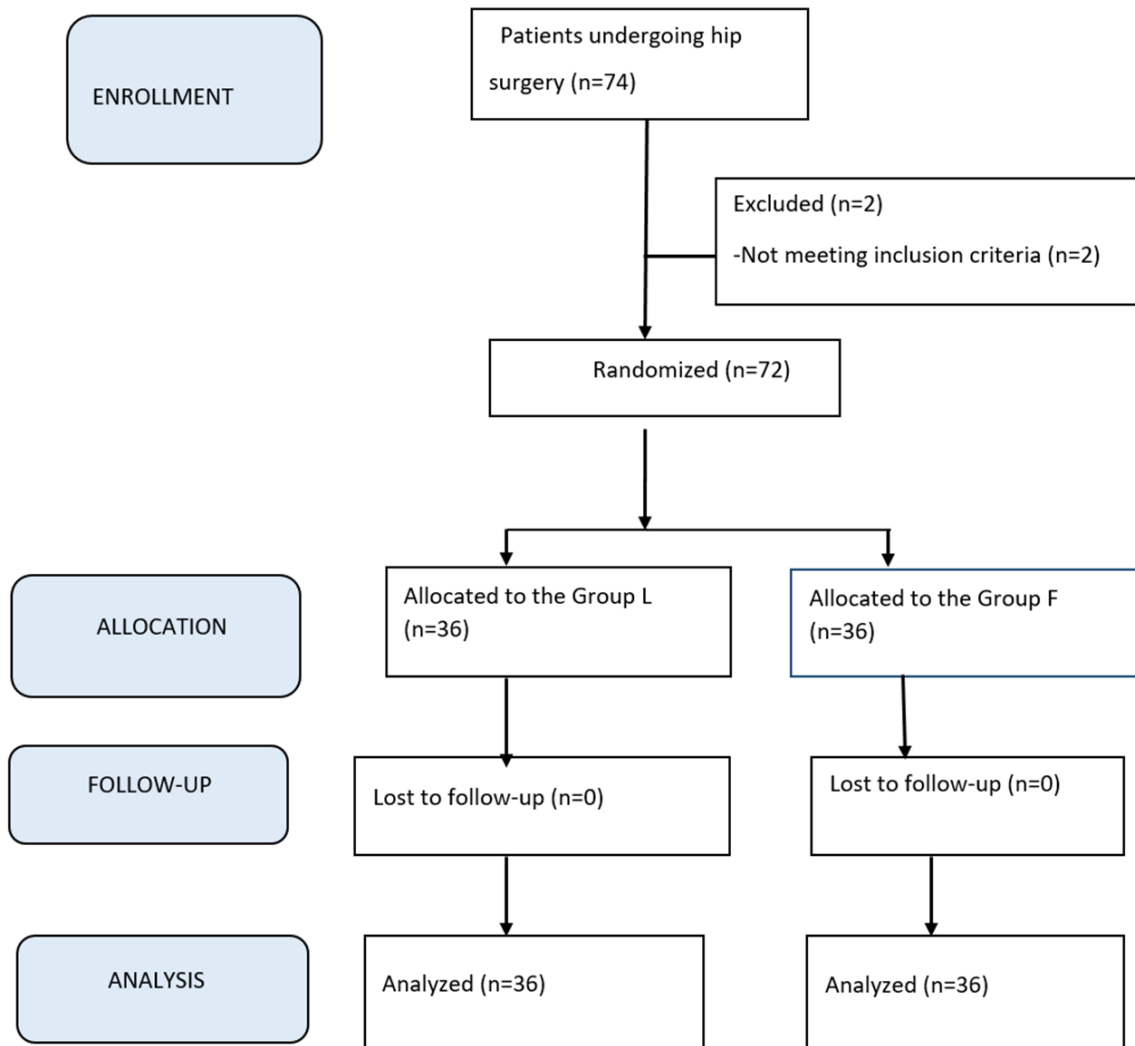 ENROLLMENT
Patients undergoing hip
surgery (n=74)
Excluded (n=2)
-Not meeting inclusion criteria (n=2)
Randomized (n=72)
ALLOCATION
Allocated to the Group L
(n=36)
Allocated to the Group F
(n=36)
FOLLOW-UP
Lost to follow-up (n=0)
Lost to follow-up (n=0)
ANALYSIS
Analyzed (n=36)
Analyzed (n=36)